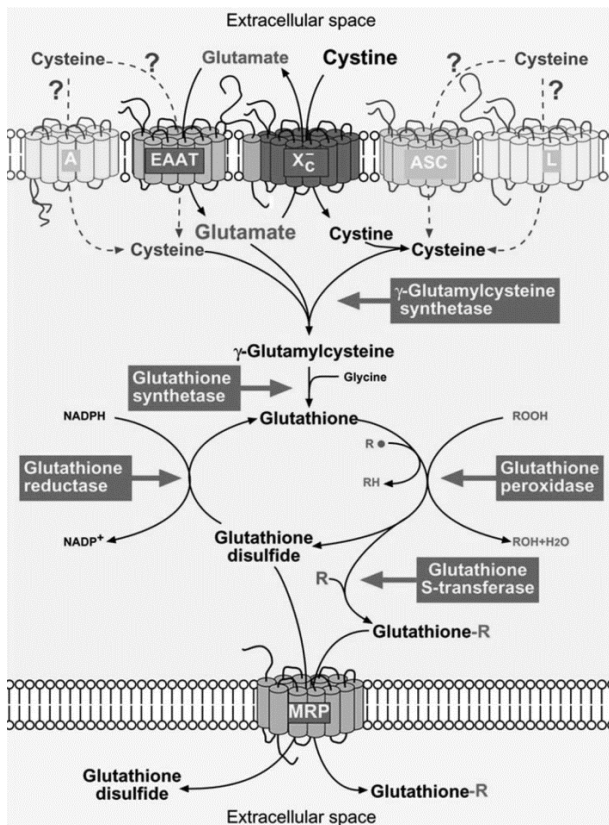 Extracellular space
Cysteine
?
?
Glutamate
Cystine
?
?
Cysteine
A
EAAT
X
-
C
ASC
L
Glutamate
Cysteine
Cystine
Cysteine
γ-Glutamylcysteine
synthetase
γ-Glutamylcysteine
Glutathione
synthetase
Glycine
NADPH
Glutathione
ROOH
R ●
Glutathione
reductase
RH
Glutathione
peroxidase
NADP+
Glutathione
disulfide
ROH+H2O
R
Glutathione
S-transferase
Glutathione-R
MRP
Glutathione
disulfide
Glutathione-R
Extracellular space